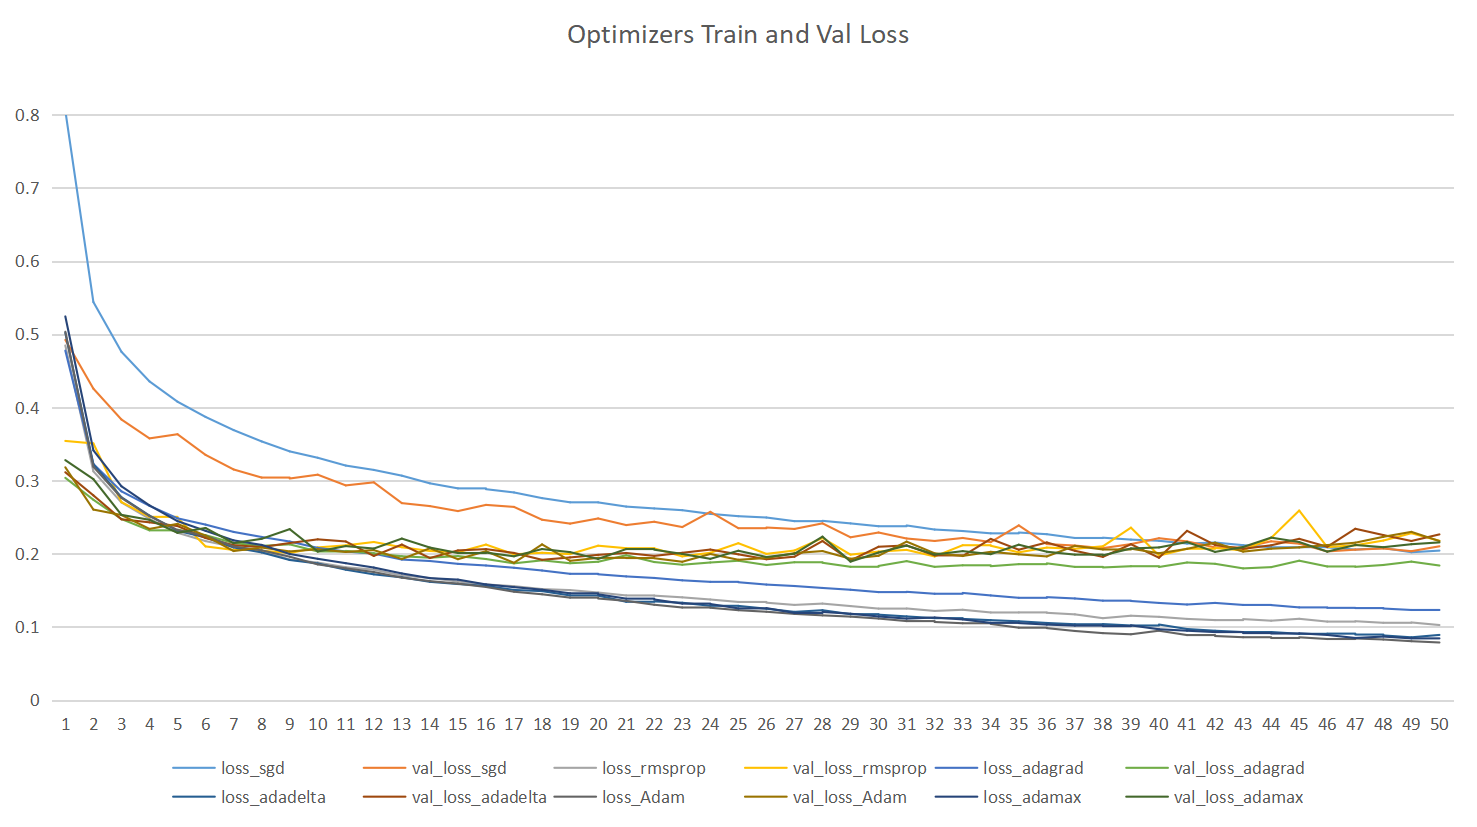 Optimizers Train and Val Loss
0.8
0.7
0.6
0.5
0.4
0.3
0.2
0.1
0
1 2 3 4 5 6 7 8 9 10 11 12 13 14 15 16 17 18 19 20 21 22 23 24 25 26 27 28 29 30 31 32 33 34 35 36 37 38 39 40 41 42 43 44 45 46 47 48 49 50
loss_sgd val_loss_sgd loss_rmsprop val_loss_rmsprop loss_adagrad val_loss_adagrad
loss_adadelta val_loss_adadelta loss_Adam val_loss_Adam loss_adamax val_loss_adamax